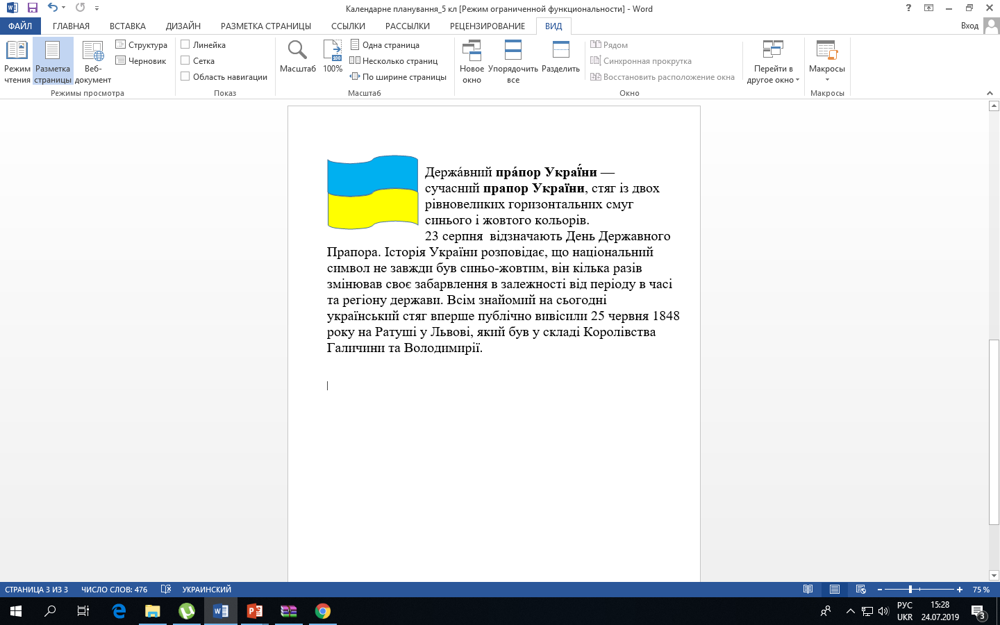 Календарне планування_5 кл [Режим ограниченной функциональности] - Word
ФАЙЛ ГЛАВНАЯ ВСТАВКА ДИЗАЙН РАЗМЕТКА СТРАНИЦЫ ССЫЛКИ РАССЫЛКИ РЕЦЕНЗИРОВАНИЕ ВИД Вход
Режим чтения
Разметка страницы
Веб-документ
Структура
Черновик
Режимы просмотра
Линейка
Сетка
Область навигации
Показ
Масштаб
100%
Одна страница
Несколько страниц
По ширине страницы
Масштаб
Новое окно
Упорядочить все
Разделить
Рядом
Синхронная прокрутка
Восстановить расположение окна
Окно
Перейти в другое окно
Макросы
Макросы
Держа́вний пра́пор Украї́ни —
сучасний прапор України, стяг із двох
рівновеликих горизонтальних смуг
синього і жовтого кольорів.
23 серпня  відзначають День Державного
Прапора. Історія України розповідає, що національний
символ не завжди був синьо-жовтим, він кілька разів
змінював своє забарвлення в залежності від періоду в часі
та регіону держави. Всім знайомий на сьогодні
український стяг вперше публічно вивісили 25 червня 1848
року на Ратуші у Львові, який був у складі Королівства
Галичини та Володимирії.
СТРАНИЦА 3 ИЗ 3 ЧИСЛО СЛОВ: 476 УКРАИНСКИЙ 75 %
РУС 15:28
UKR 24.07.2019 3